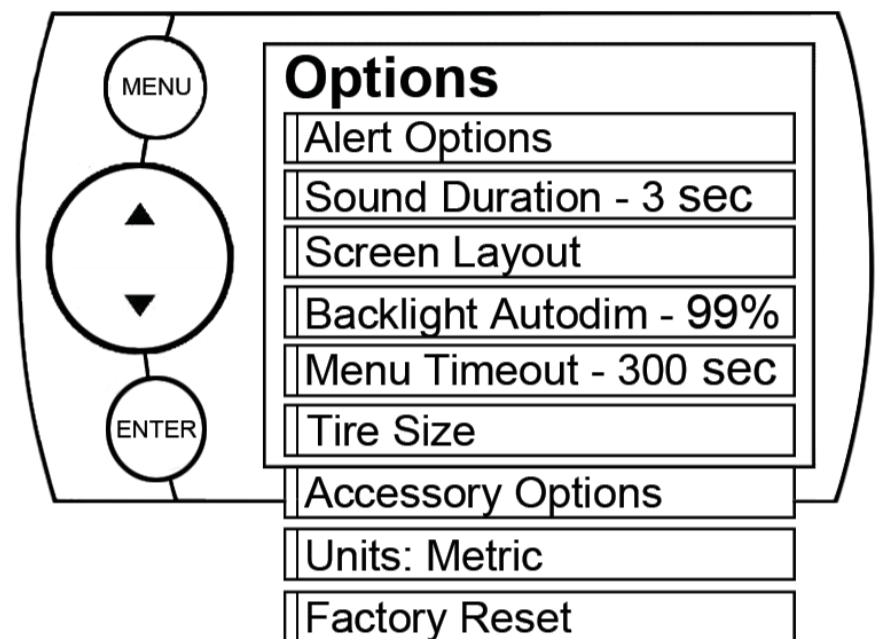 MENU
ENTER
Options
Alert Options
Sound Duration - 3 sec
Screen Layout
Backlight Autodim - 99%
Menu Timeout - 300 sec
Tire Size
Accessory Options
Units: Metric
Factory Reset